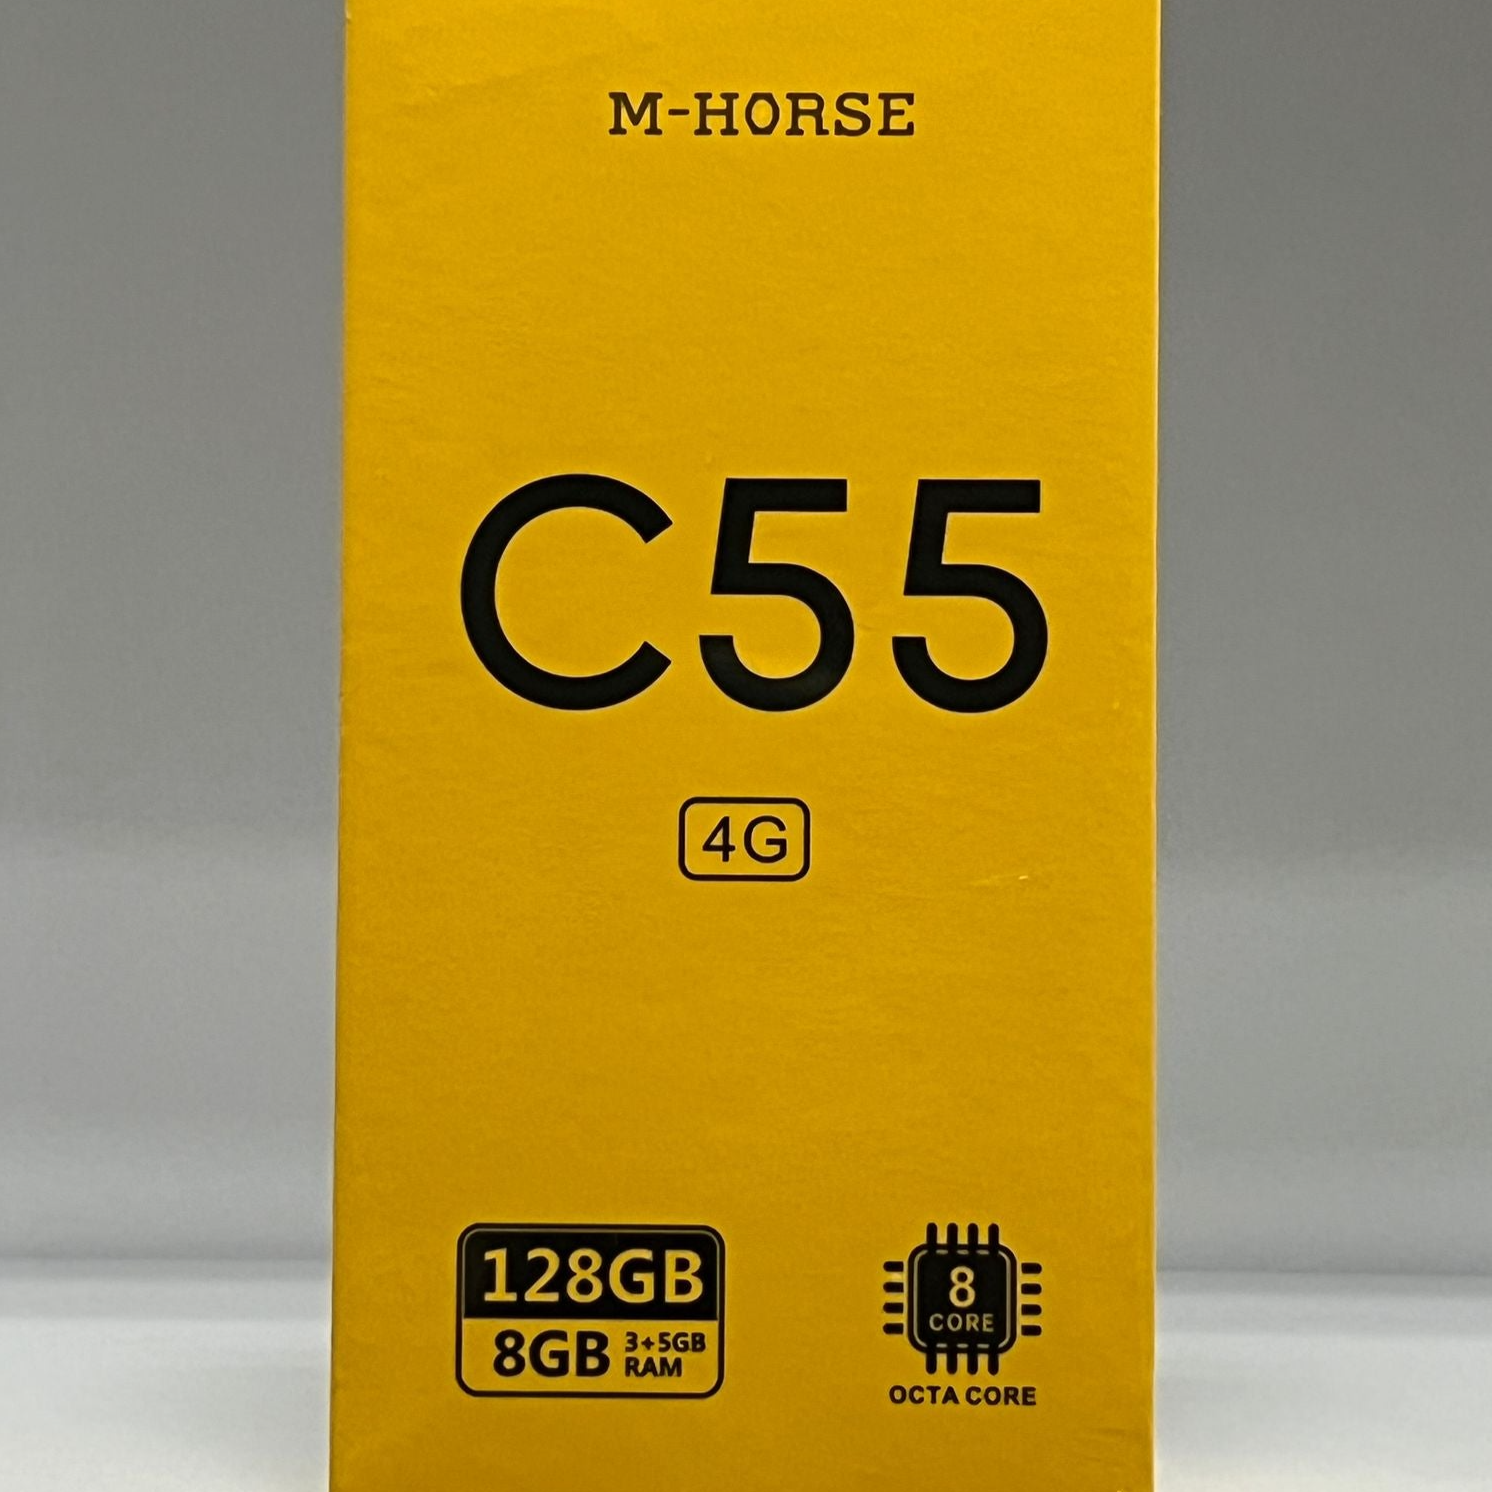 M-HORSE
C55
4G
128GB
8GB 3+5GB
RAM
8
CORE
OCTA CORE